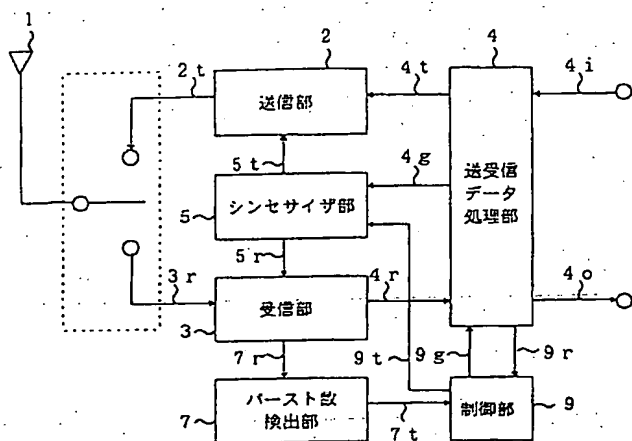 1
2
4
2t
送信部
4t
4i
5t
4g
5
シンセサイザ部
送受信
データ
処理部
5r
3r
4r
4o
受信部
3
7r
9t
9g
9r
バースト数
検出部
7
7t
制御部
9